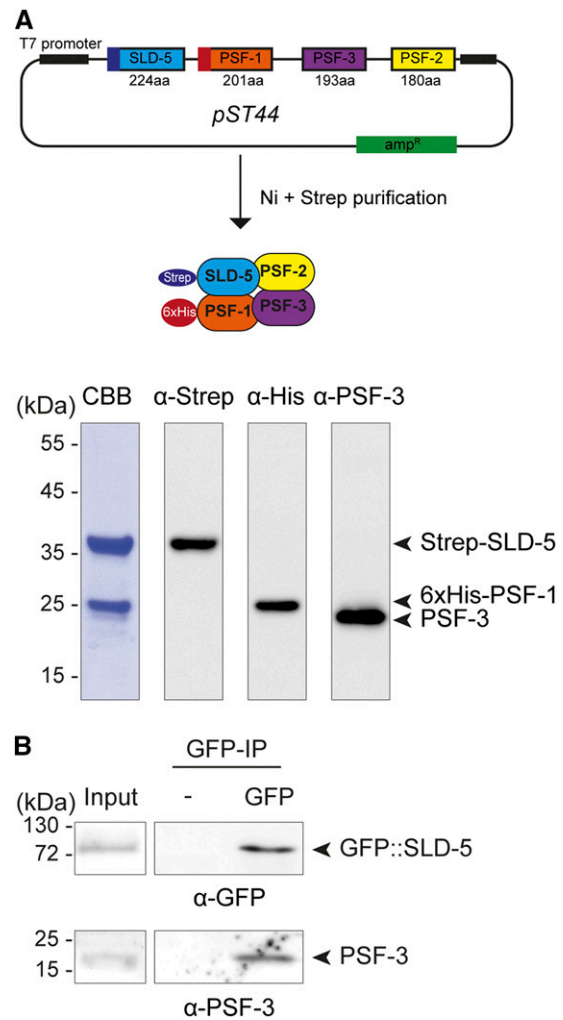 A
T7 promoter
SLD-5 PSF-1 PSF-3 PSF-2
224aa 201aa 193aa 180aa
pST44
ampR
Ni + Strep purification
Strep SLD-5 PSF-2
6xHis PSF-1 PSF-3
(kDa) CBB α-Strep α-His α-PSF-3
55 -
45 -
35 - Strep-SLD-5
25 - 6xHis-PSF-1
PSF-3
15 -
B
GFP-IP
(kDa) Input - GFP
130 -
72 - GFP::SLD-5
α-GFP
25 -
15 - PSF-3
α-PSF-3